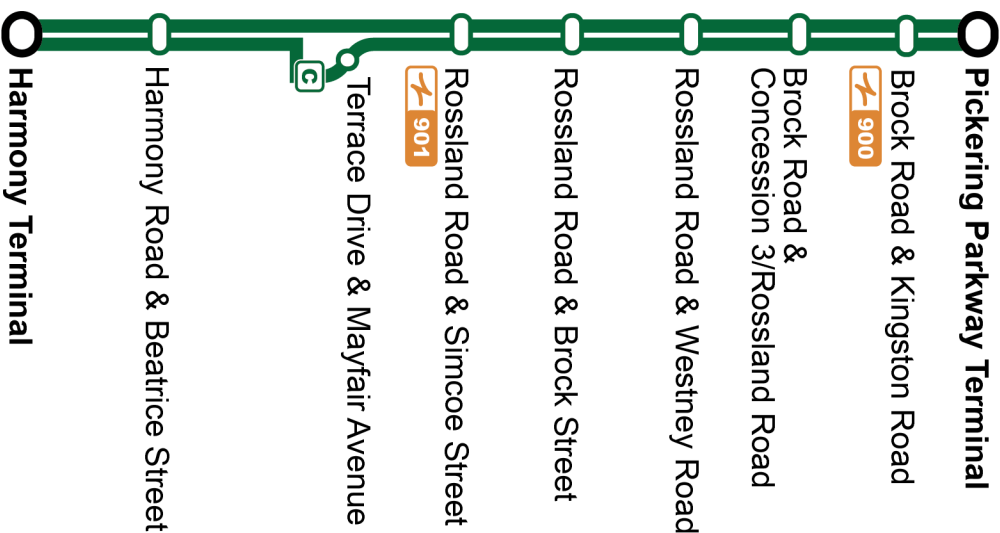 Harmony Terminal
Harmony Road & Beatrice Street
C
Terrace Drive & Mayfair Avenue
Rossland Road & Simcoe Street
901
Rossland Road & Brock Street
Rossland Road & Westney Road
Brock Road &
Concession 3/Rossland Road
Brock Road & Kingston Road
900
Pickering Parkway Terminal